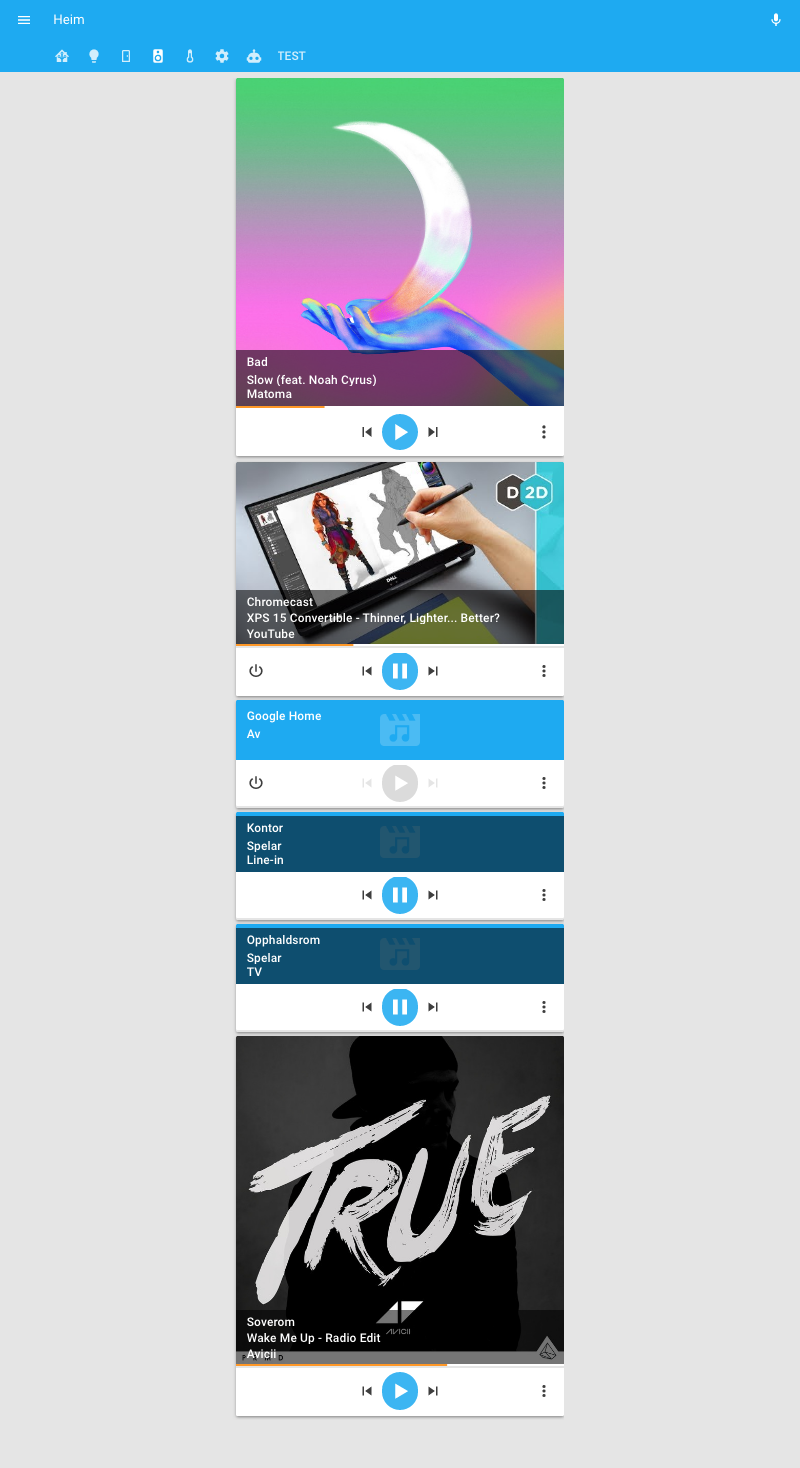 Heim
TEST
Bad
Slow (feat. Noah Cyrus)
Matoma
D 2D
DELL
Chromecast
XPS 15 Convertible - Thinner, Lighter... Better?
YouTube
Google Home
Av
Kontor
Spelar
Line-in
Opphaldsrom
Spelar
TV
TRUE
AVICII
Soverom
Wake Me Up - Radio Edit
Avicii